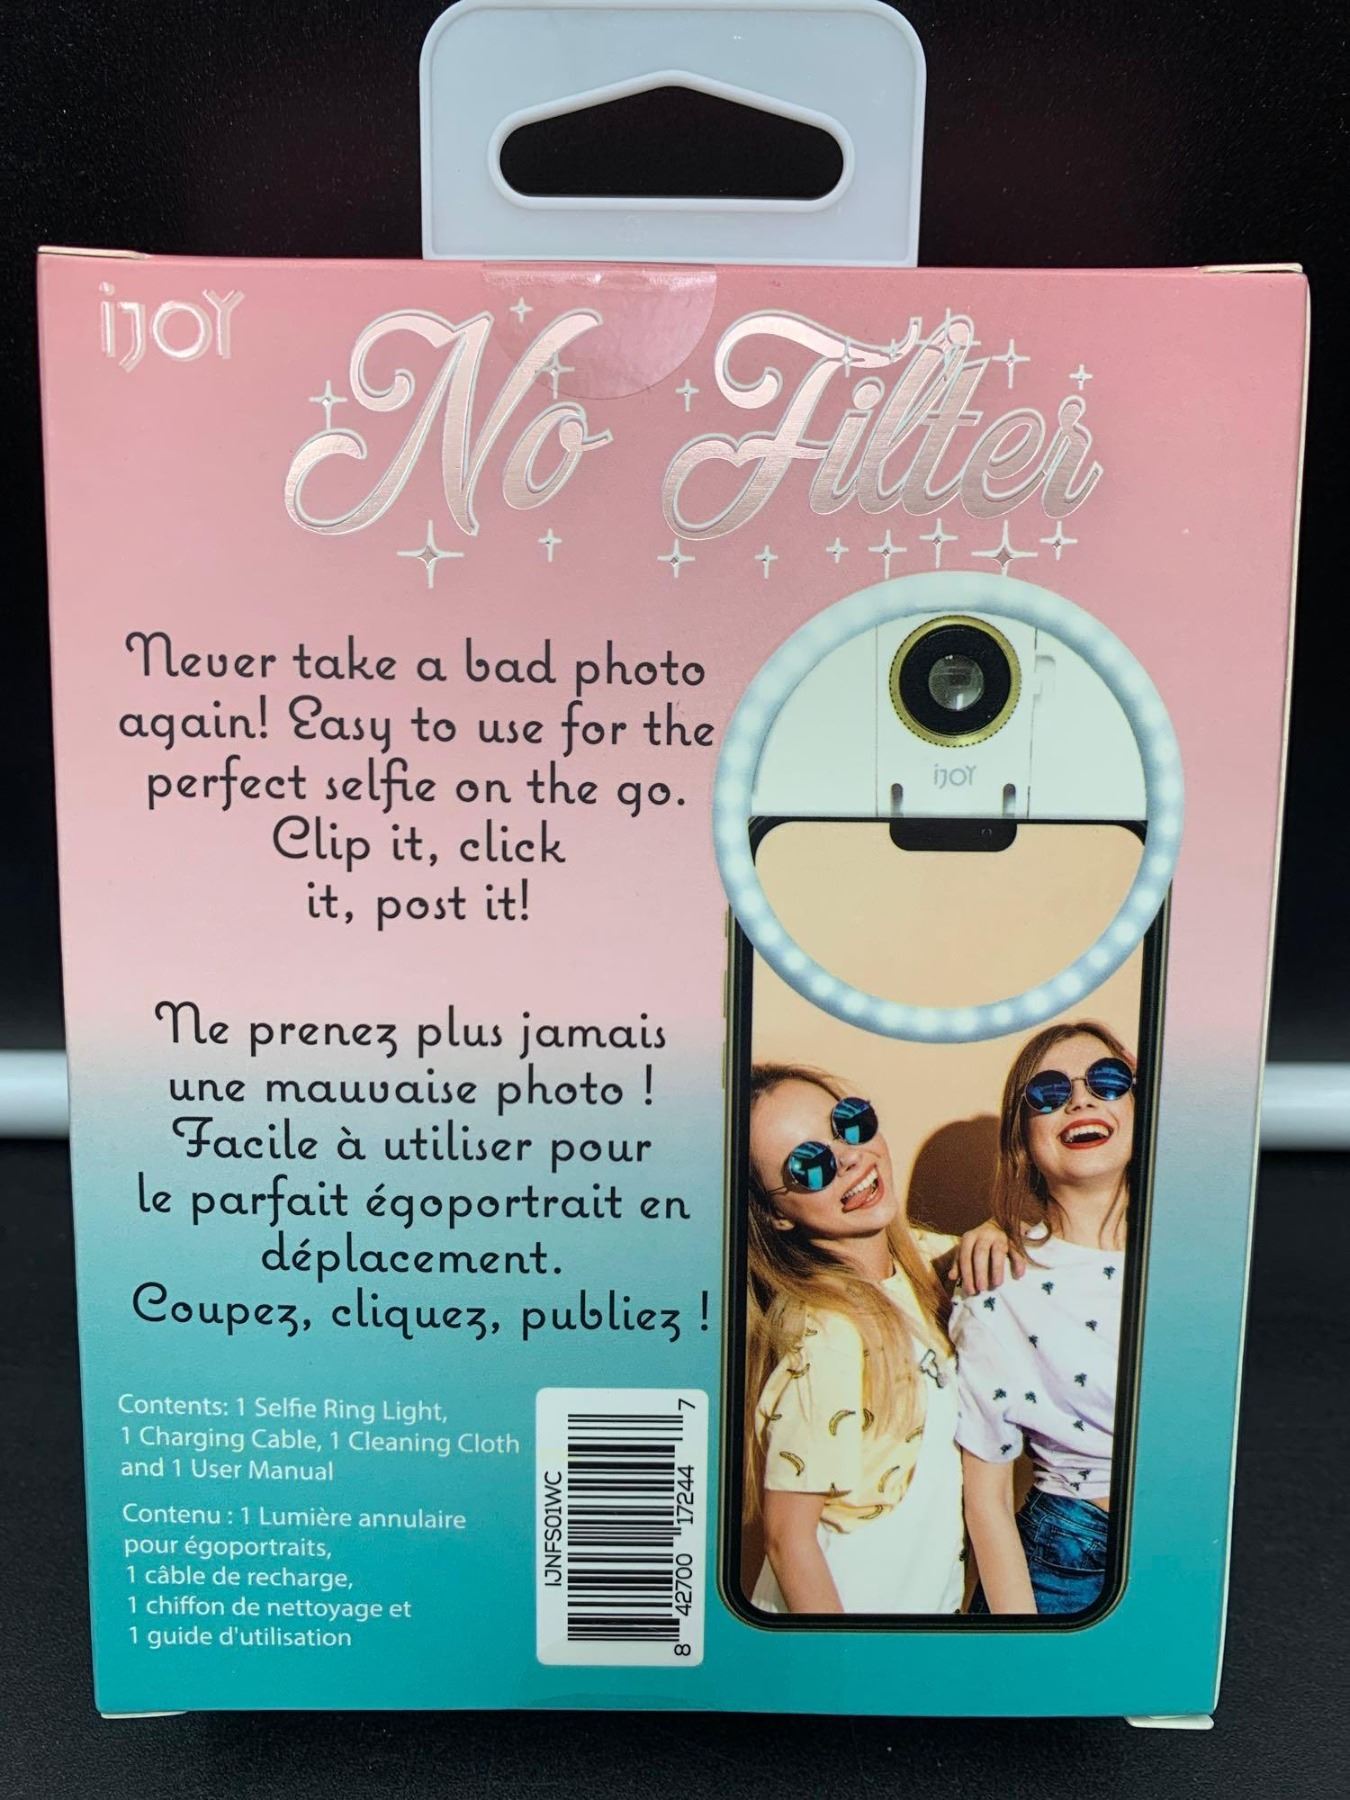 iJOY
No Filter
Never take a bad photo
again! Easy to use for the
perfect selfie on the go.
Clip it, click
it, post it!
iJOY
Ne prenez plus jamais
une mauvaise photo !
Facile à utiliser pour
le parfait égoportrait en
déplacement.
Coupez, cliquez, publiez !
Contents: 1 Selfie Ring Light,
1 Charging Cable, 1 Cleaning Cloth
and 1 User Manual
Contenu : 1 Lumière annulaire
pour égoportraits,
1 câble de recharge,
1 chiffon de nettoyage et
1 guide d'utilisation
IJNFS01WC
8 42700 17244 7